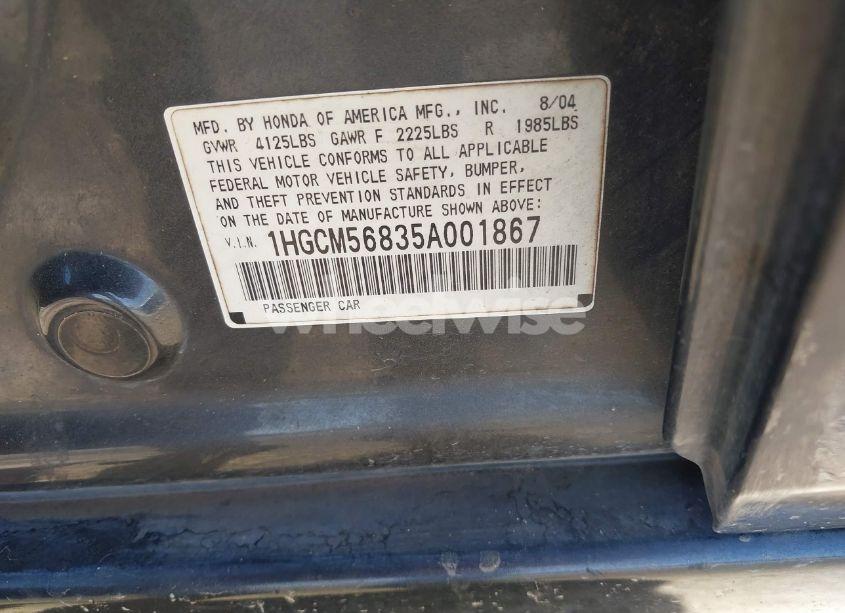 MFD. BY HONDA OF AMERICA MFG., INC. 8/04
GVWR 4125LBS GAWR F 2225LBS R 1985LBS
THIS VEHICLE CONFORMS TO ALL APPLICABLE
FEDERAL MOTOR VEHICLE SAFETY, BUMPER,
AND THEFT PREVENTION STANDARDS IN EFFECT
ON THE DATE OF MANUFACTURE SHOWN ABOVE:
V.I.N. 1HGCM56835A001867
PASSENGER CAR
wheelwise